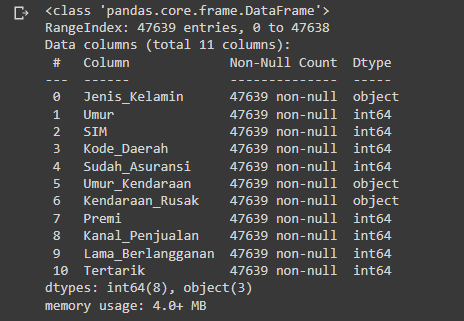 <class 'pandas.core.frame.DataFrame'>
RangeIndex: 47639 entries, 0 to 47638
Data columns (total 11 columns):
 #   Column             Non-Null Count  Dtype
---  ------             --------------  -----
 0   Jenis_Kelamin      47639 non-null  object
 1   Umur               47639 non-null  int64
 2   SIM                47639 non-null  int64
 3   Kode_Daerah        47639 non-null  int64
 4   Sudah_Asuransi     47639 non-null  int64
 5   Umur_Kendaraan     47639 non-null  object
 6   Kendaraan_Rusak    47639 non-null  object
 7   Premi              47639 non-null  int64
 8   Kanal_Penjualan    47639 non-null  int64
 9   Lama_Berlangganan  47639 non-null  int64
 10  Tertarik           47639 non-null  int64
dtypes: int64(8), object(3)
memory usage: 4.0+ MB